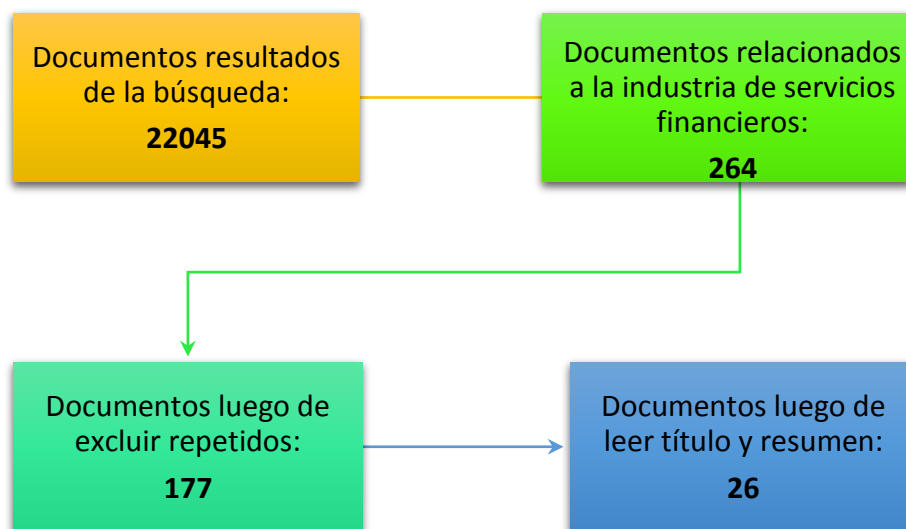 Documentos resultados
de la búsqueda:
22045
Documentos relacionados
a la industria de servicios
financieros:
264
Documentos luego de
excluir repetidos:
177
Documentos luego de
leer título y resumen:
26